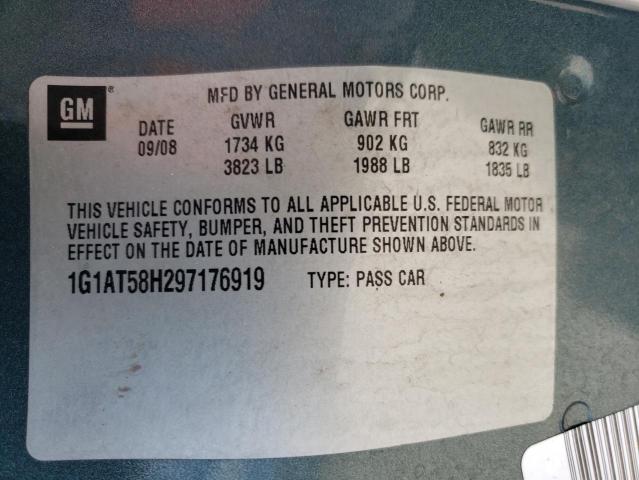 GM
MFD BY GENERAL MOTORS CORP.
DATE GVWR GAWR FRT GAWR RR
09/08 1734 KG 902 KG 832 KG
3823 LB 1988 LB 1835 LB
THIS VEHICLE CONFORMS TO ALL APPLICABLE U.S. FEDERAL MOTOR
VEHICLE SAFETY, BUMPER, AND THEFT PREVENTION STANDARDS IN
EFFECT ON THE DATE OF MANUFACTURE SHOWN ABOVE.
1G1AT58H297176919 TYPE: PASS CAR